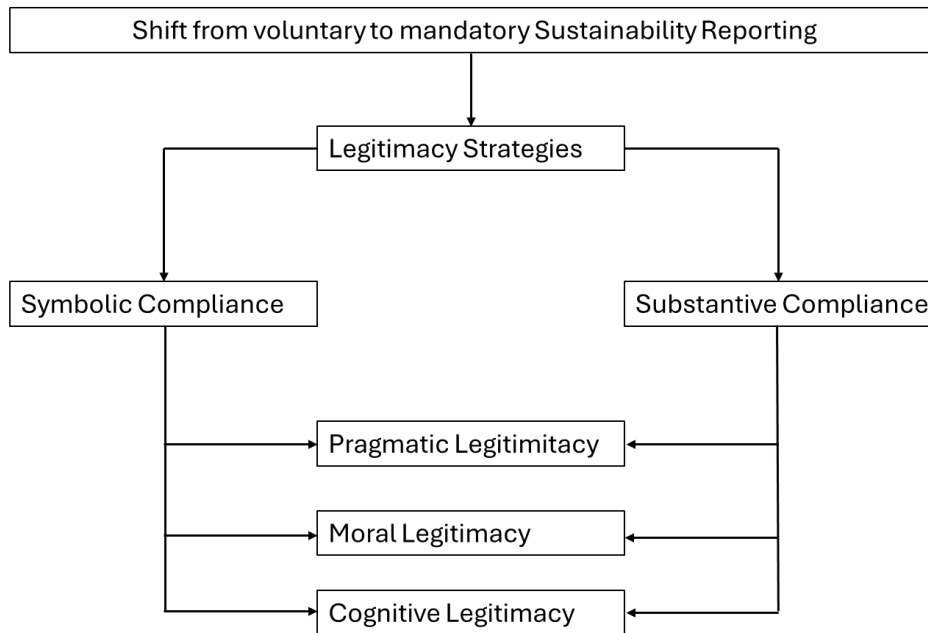 Shift from voluntary to mandatory Sustainability Reporting
Legitimacy Strategies
Symbolic Compliance
Substantive Compliance
Pragmatic Legitimitacy
Moral Legitimacy
Cognitive Legitimacy